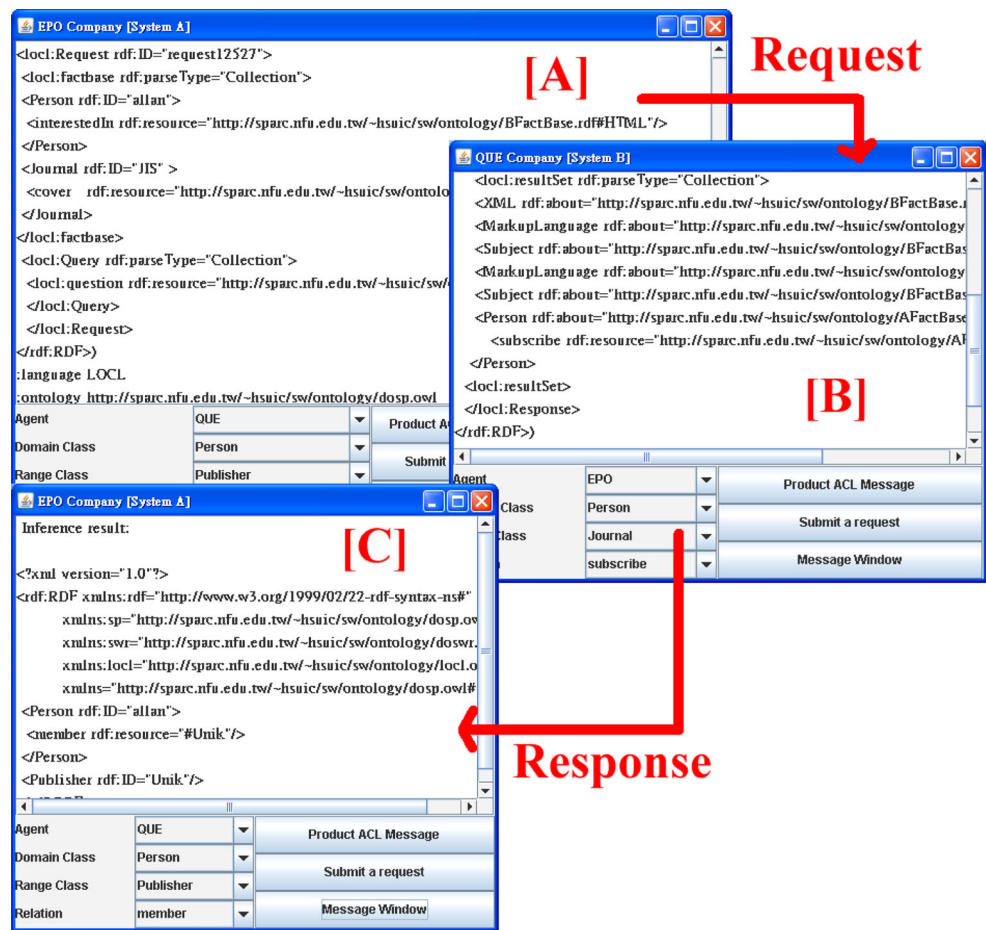 EPO Company [System A]
<locl:Request rdf:ID="request12527">
<locl:factbase rdf:parseType="Collection">
<Person rdf:ID="allan">
<interestedIn rdf:resource="http://sparc.nfu.edu.tw/~hsuic/sw/ontology/BFactBase.rdf#HTML"/>
</Person>
<Journal rdf:ID="JIS" >
<cover rdf:resource="http://sparc.nfu.edu.tw/~hsuic/sw/ontolo
</Journal>
</locl:factbase>
<locl:Query rdf:parseType="Collection">
<locl:question rdf:resource="http://sparc.nfu.edu.tw/~hsuic/sw/
</locl:Query>
</locl:Request>
</rdf:RDF>)
:language LOCL
:ontology http://sparc.nfu.edu.tw/~hsuic/sw/ontology/dosp.owl
Agent QUE Product A
Domain Class Person
Submit
Range Class Publisher
[A]
Request
QUE Company [System B]
<locl:resultSet rdf:parseType="Collection">
<XML rdf:about="http://sparc.nfu.edu.tw/~hsuic/sw/ontology/BFactBase.r
<MarkupLanguage rdf:about="http://sparc.nfu.edu.tw/~hsuic/sw/ontology
<Subject rdf:about="http://sparc.nfu.edu.tw/~hsuic/sw/ontology/BFactBas
<MarkupLanguage rdf:about="http://sparc.nfu.edu.tw/~hsuic/sw/ontology
<Subject rdf:about="http://sparc.nfu.edu.tw/~hsuic/sw/ontology/BFactBas
<Person rdf:about="http://sparc.nfu.edu.tw/~hsuic/sw/ontology/AFactBase
<subscribe rdf:resource="http://sparc.nfu.edu.tw/~hsuic/sw/ontology/AF
</Person>
<locl:resultSet>
</locl:Response>
</rdf:RDF>)
[B]
Agent EPO Product ACL Message
Class Person
Submit a request
Class Journal
Message Window
subscribe
EPO Company [System A]
Inference result:
[C]
<?xml version="1.0"?>
<rdf:RDF xmlns:rdf="http://www.w3.org/1999/02/22-rdf-syntax-ns#"
xmlns:sp="http://sparc.nfu.edu.tw/~hsuic/sw/ontology/dosp.ow
xmlns:swr="http://sparc.nfu.edu.tw/~hsuic/sw/ontology/doswr.
xmlns:locl="http://sparc.nfu.edu.tw/~hsuic/sw/ontology/locl.o
xmlns="http://sparc.nfu.edu.tw/~hsuic/sw/ontology/dosp.owl#
<Person rdf:ID="allan">
<member rdf:resource="#Unik"/>
</Person>
<Publisher rdf:ID="Unik"/>
Agent QUE Product ACL Message
Domain Class Person
Submit a request
Range Class Publisher
Message Window
Relation member
Response